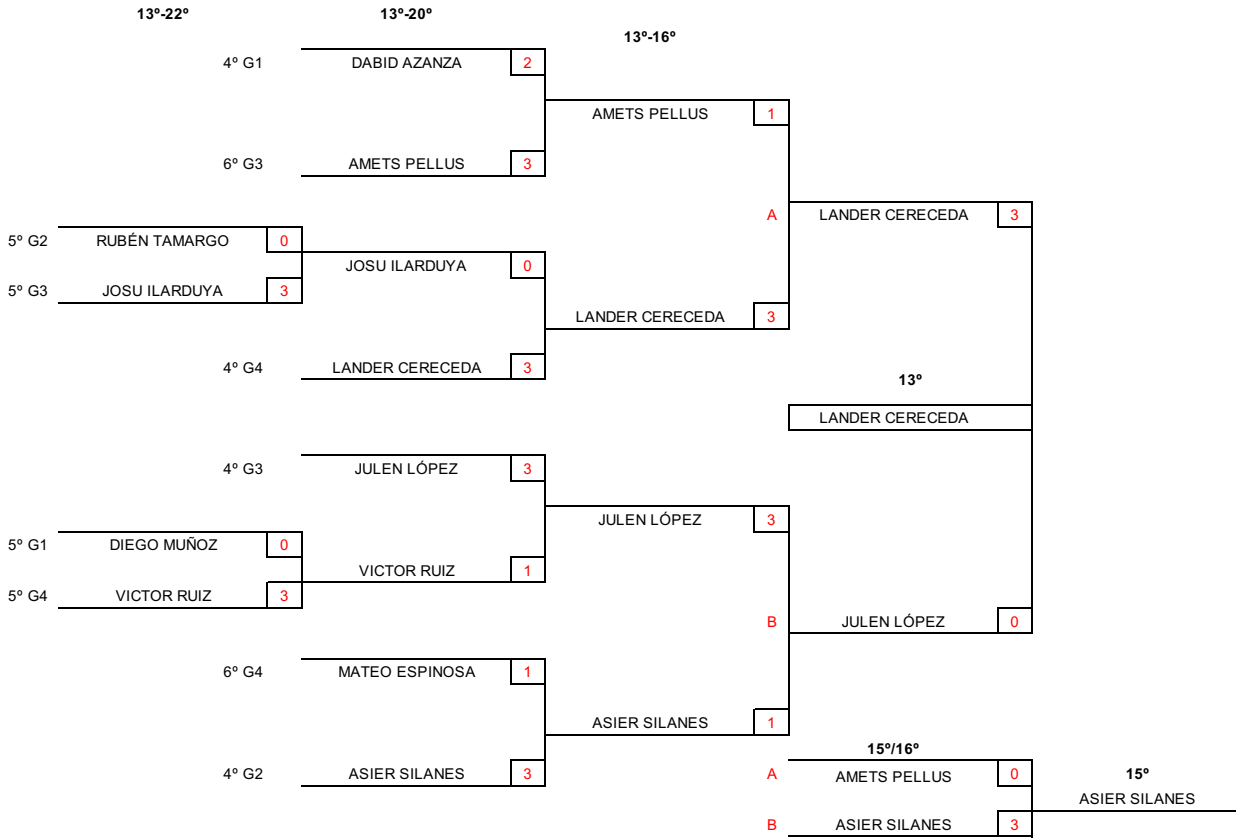 13º-22º 13º-20º
13º-16º
4º G1 DABID AZANZA 2
AMETS PELLUS 1
6º G3 AMETS PELLUS 3
A LANDER CERECEDA 3
5º G2 RUBÉN TAMARGO 0
JOSU ILARDUYA 0
5º G3 JOSU ILARDUYA 3
LANDER CERECEDA 3
4º G4 LANDER CERECEDA 3
13º
LANDER CERECEDA
4º G3 JULEN LÓPEZ 3
JULEN LÓPEZ 3
5º G1 DIEGO MUÑOZ 0
VICTOR RUIZ 1
5º G4 VICTOR RUIZ 3
B JULEN LÓPEZ 0
6º G4 MATEO ESPINOSA 1
ASIER SILANES 1
15º/16º
4º G2 ASIER SILANES 3 A AMETS PELLUS 0 15º
ASIER SILANES
B ASIER SILANES 3